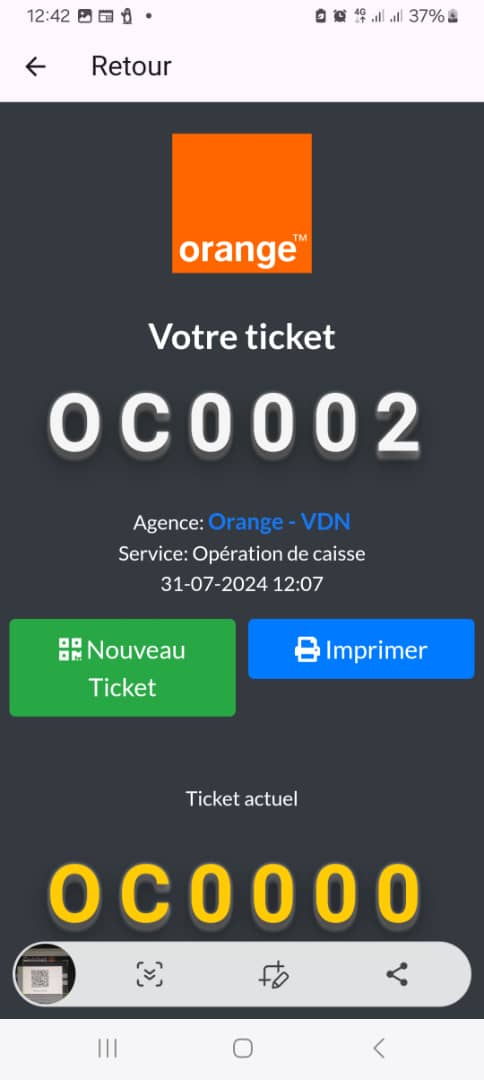 12:42
4G
37%
Retour
orange™
Votre ticket
OC0002
Agence: Orange - VDN
Service: Opération de caisse
31-07-2024 12:07
Nouveau
Ticket
Imprimer
Ticket actuel
OC0000